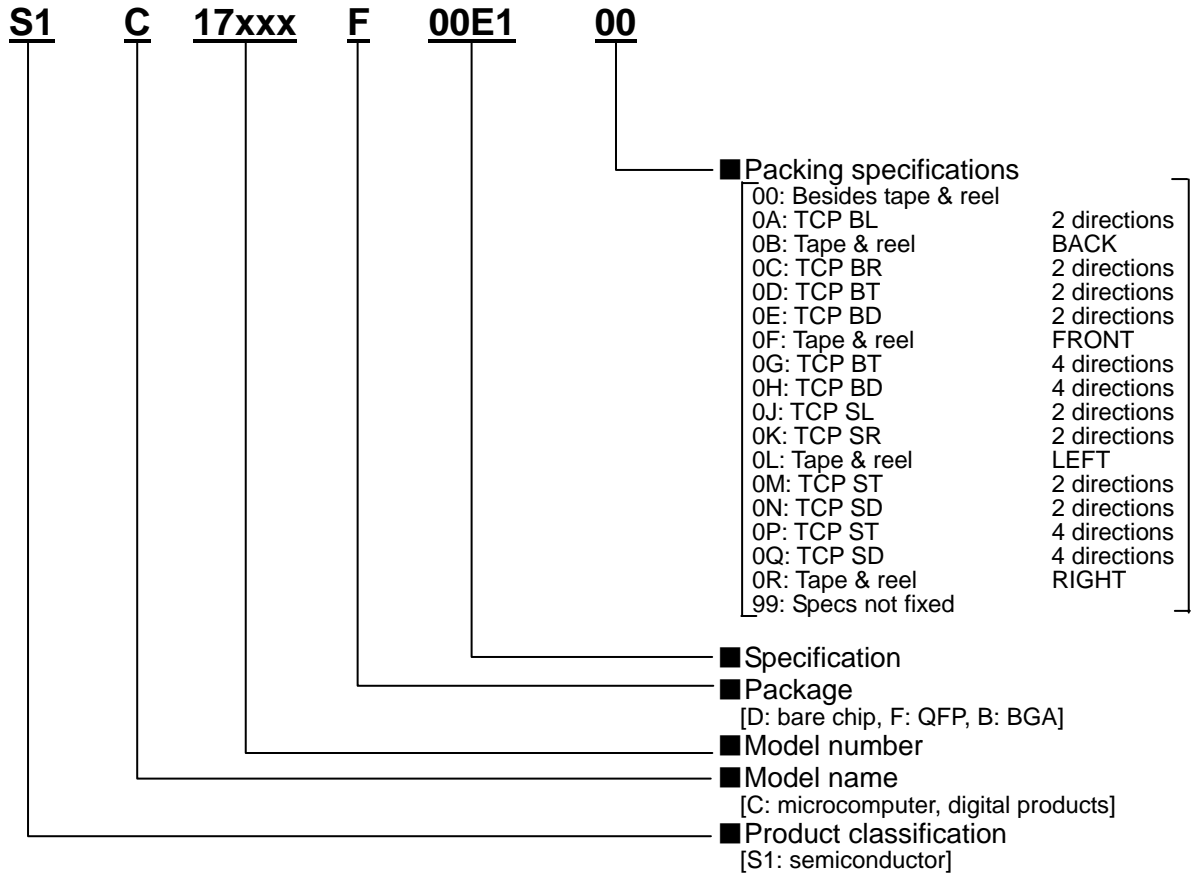 S1 C 17xxx F 00E1 00
■ Packing specifications
00: Besides tape & reel
0A: TCP BL 2 directions
0B: Tape & reel BACK
0C: TCP BR 2 directions
0D: TCP BT 2 directions
0E: TCP BD 2 directions
0F: Tape & reel FRONT
0G: TCP BT 4 directions
0H: TCP BD 4 directions
0J: TCP SL 2 directions
0K: TCP SR 2 directions
0L: Tape & reel LEFT
0M: TCP ST 2 directions
0N: TCP SD 2 directions
0P: TCP ST 4 directions
0Q: TCP SD 4 directions
0R: Tape & reel RIGHT
99: Specs not fixed
■ Specification
■ Package
[D: bare chip, F: QFP, B: BGA]
■ Model number
■ Model name
[C: microcomputer, digital products]
■ Product classification
[S1: semiconductor]